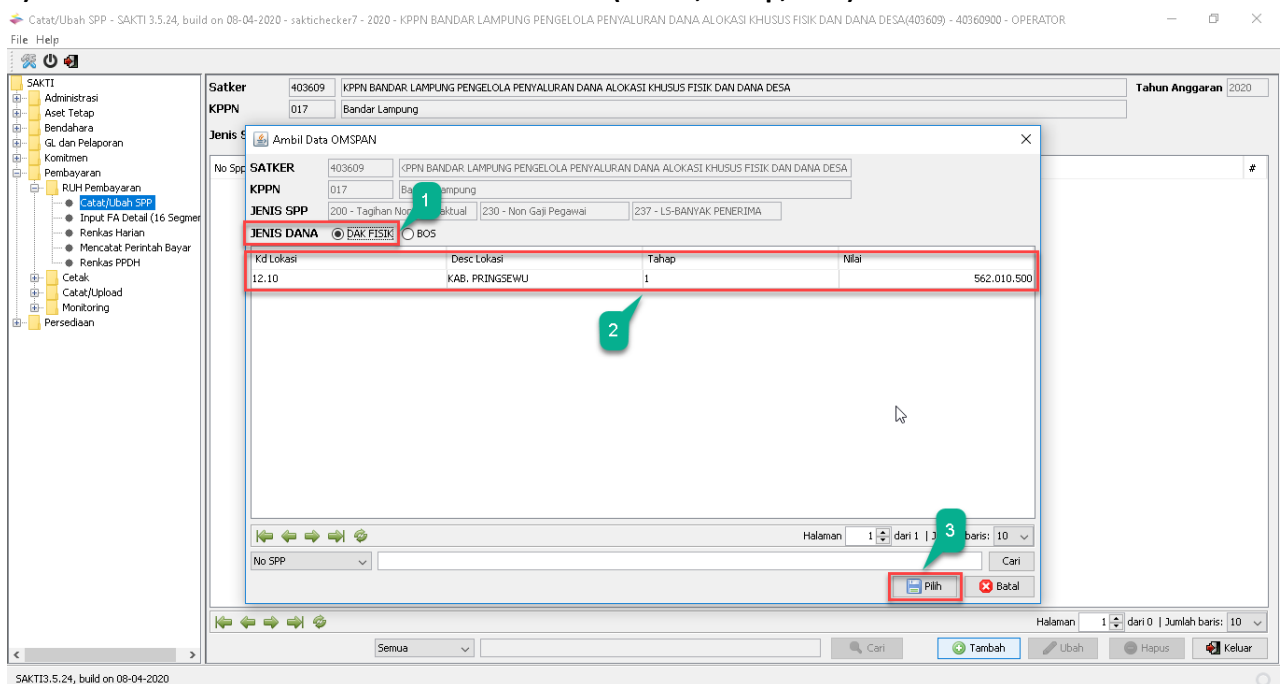 Catat/Ubah SPP - SAKTI 3.5.24, build on 08-04-2020 - saktichecker7 - 2020 - KPPN BANDAR LAMPUNG PENGELOLA PENYALURAN DANA ALOKASI KHUSUS FISIK DAN DANA DESA(403609) - 40360900 - OPERATOR
File Help
SAKTI
Administrasi
Aset Tetap
Bendahara
GL dan Pelaporan
Komitmen
Pembayaran
RUH Pembayaran
Catat/Ubah SPP
Input FA Detail (16 Segmer
Renkas Harian
Mencatat Perintah Bayar
Renkas PPDH
Cetak
Catat/Upload
Monitoring
Persediaan
Satker 403609 KPPN BANDAR LAMPUNG PENGELOLA PENYALURAN DANA ALOKASI KHUSUS FISIK DAN DANA DESA Tahun Anggaran 2020
KPPN 017 Bandar Lampung
Jenis S
No Spp #
Ambil Data OMSPAN
SATKER 403609 KPPN BANDAR LAMPUNG PENGELOLA PENYALURAN DANA ALOKASI KHUSUS FISIK DAN DANA DESA
KPPN 017 Ba ampung
1
JENIS SPP 200 - Tagihan Non aktual 230 - Non Gaji Pegawai 237 - LS-BANYAK PENERIMA
JENIS DANA DAK FISIK BOS
Kd Lokasi Desc Lokasi Tahap Nilai
12.10 KAB. PRINGSEWU 1 562.010.500
2
3
Halaman 1 dari 1 | J baris: 10
No SPP Cari
Pilih Batal
Halaman 1 dari 0 | Jumlah baris: 10
Semua Cari Tambah Ubah Hapus Keluar
SAKTI3.5.24, build on 08-04-2020